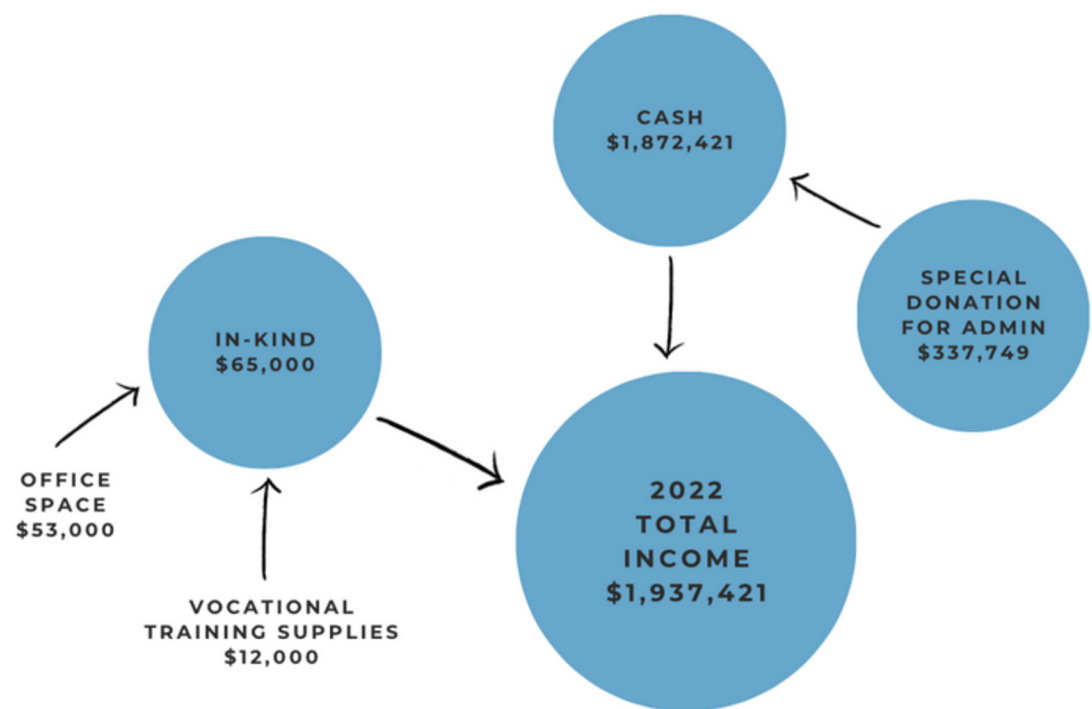 CASH
$1,872,421
SPECIAL
DONATION
FOR ADMIN
$337,749
IN-KIND
$65,000
OFFICE
SPACE
$53,000
VOCATIONAL
TRAINING SUPPLIES
$12,000
2022
TOTAL
INCOME
$1,937,421